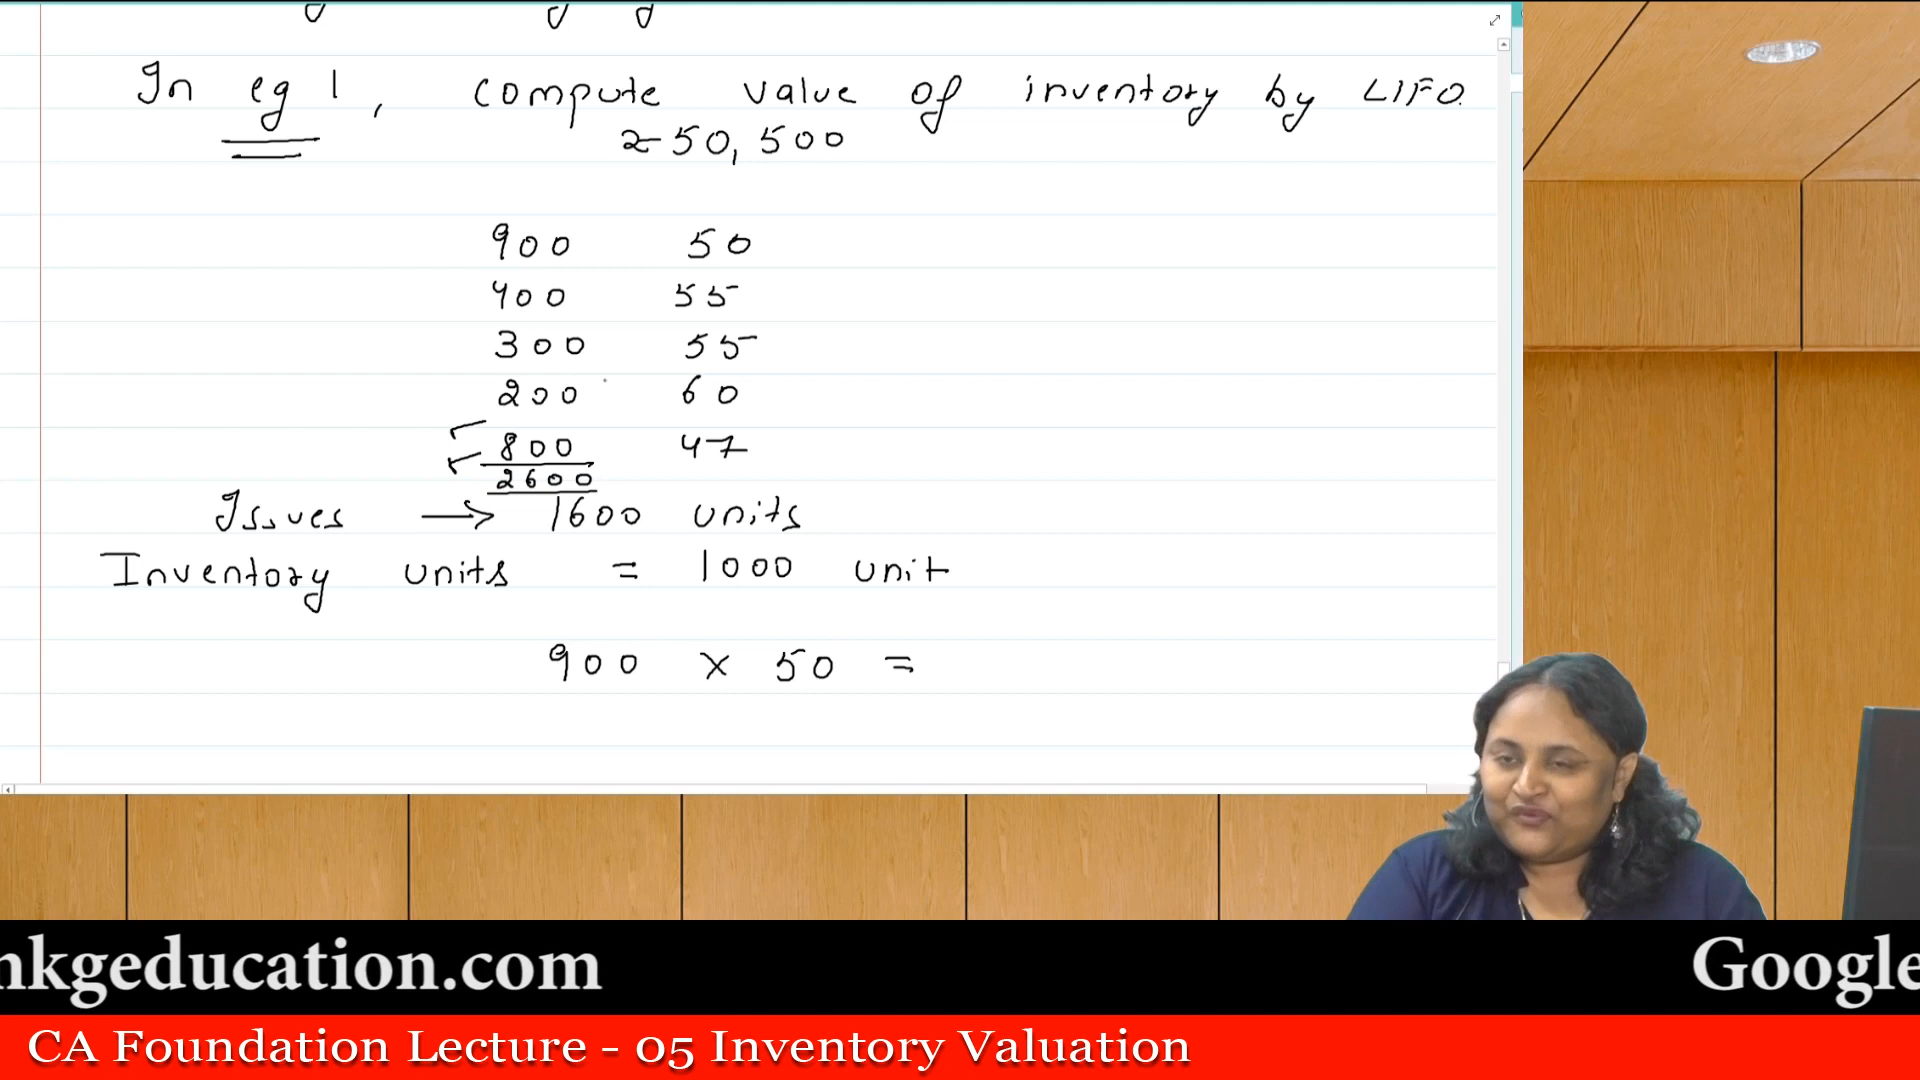 In eg 1, compute value of inventory by LIFO.
50,500
900 50
400 55
300 55
200 60
800 47
2600
Issues → 1600 units
Inventory units = 1000 unit
900 × 50 =
nkgeducation.com
Google
CA Foundation Lecture - 05 Inventory Valuation